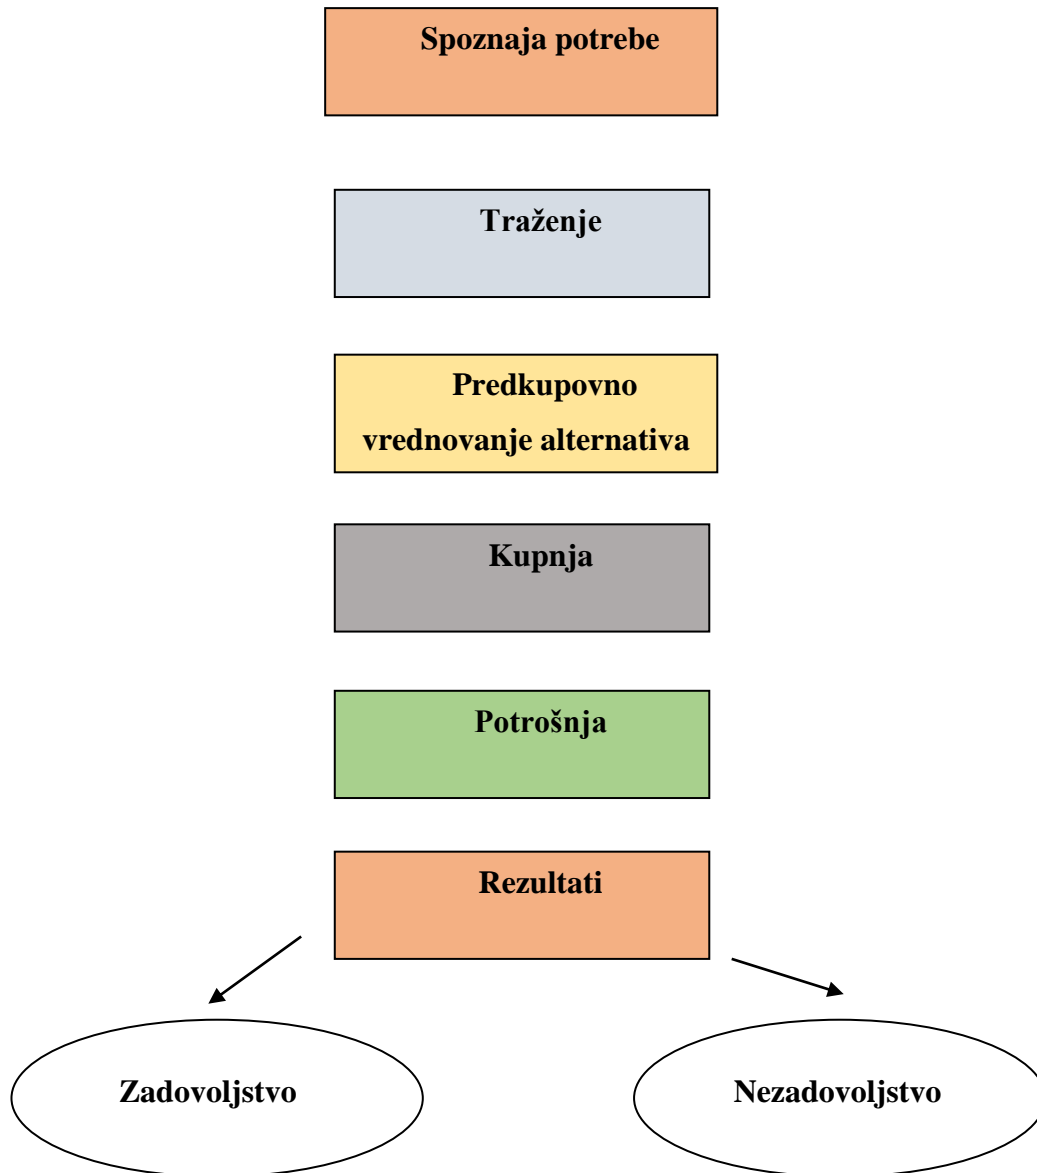 Spoznaja potrebe
Traženje
Predkupovno
vrednovanje alternativa
Kupnja
Potrošnja
Rezultati
Zadovoljstvo
Nezadovoljstvo